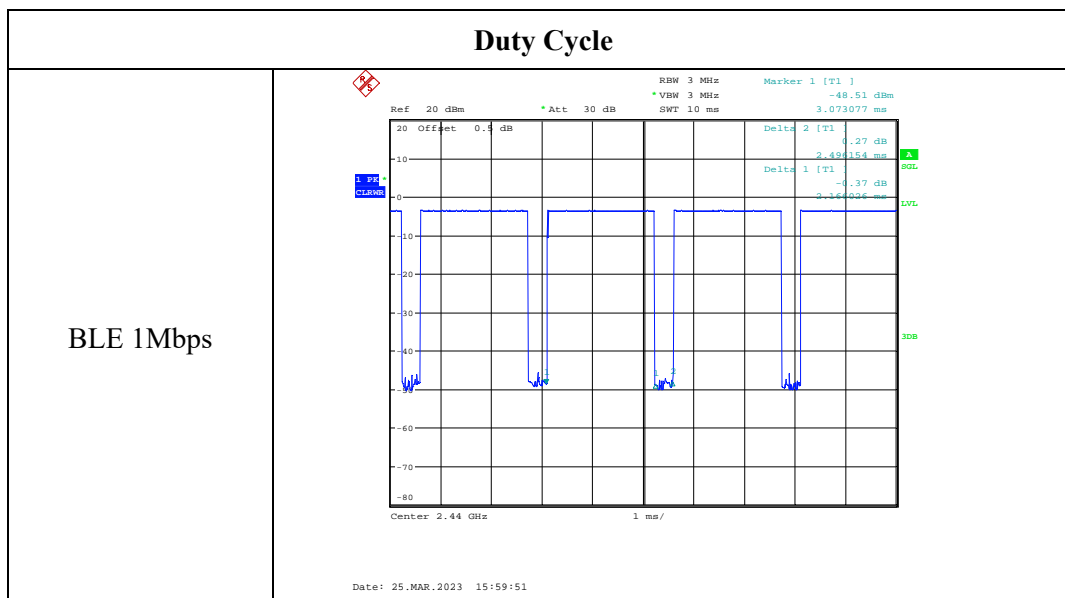 Duty Cycle
BLE 1Mbps
R S
RBW 3 MHz
Marker 1 [T1 ]
* VBW 3 MHz
-48.51 dBm
Ref 20 dBm
* Att 30 dB
SWT 10 ms
3.073077 ms
20 Offset 0.5 dB
Delta 2 [T1 ]
0.27 dB
2.496154 ms
A
SGL
10
Delta 1 [T1 ]
-0.37 dB
1 PK *
CLRWR
0
LVL
-10
-20
-30
3DB
-40
1
1
2
-50
-60
-70
-80
Center 2.44 GHz
1 ms/
Date: 25.MAR.2023 15:59:51